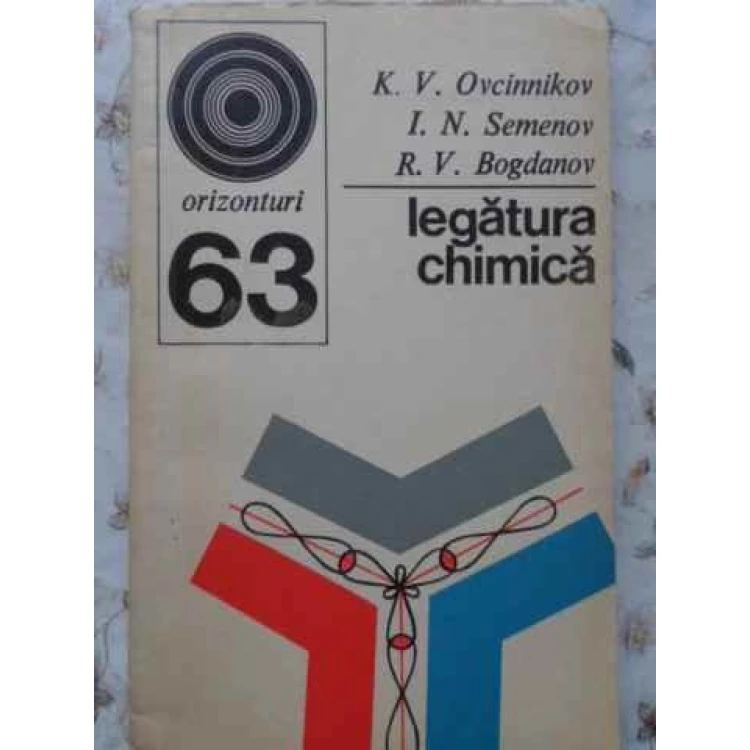 orizonturi
63
K. V. Ovcinnikov
I. N. Semenov
R. V. Bogdanov
legătura
chimică